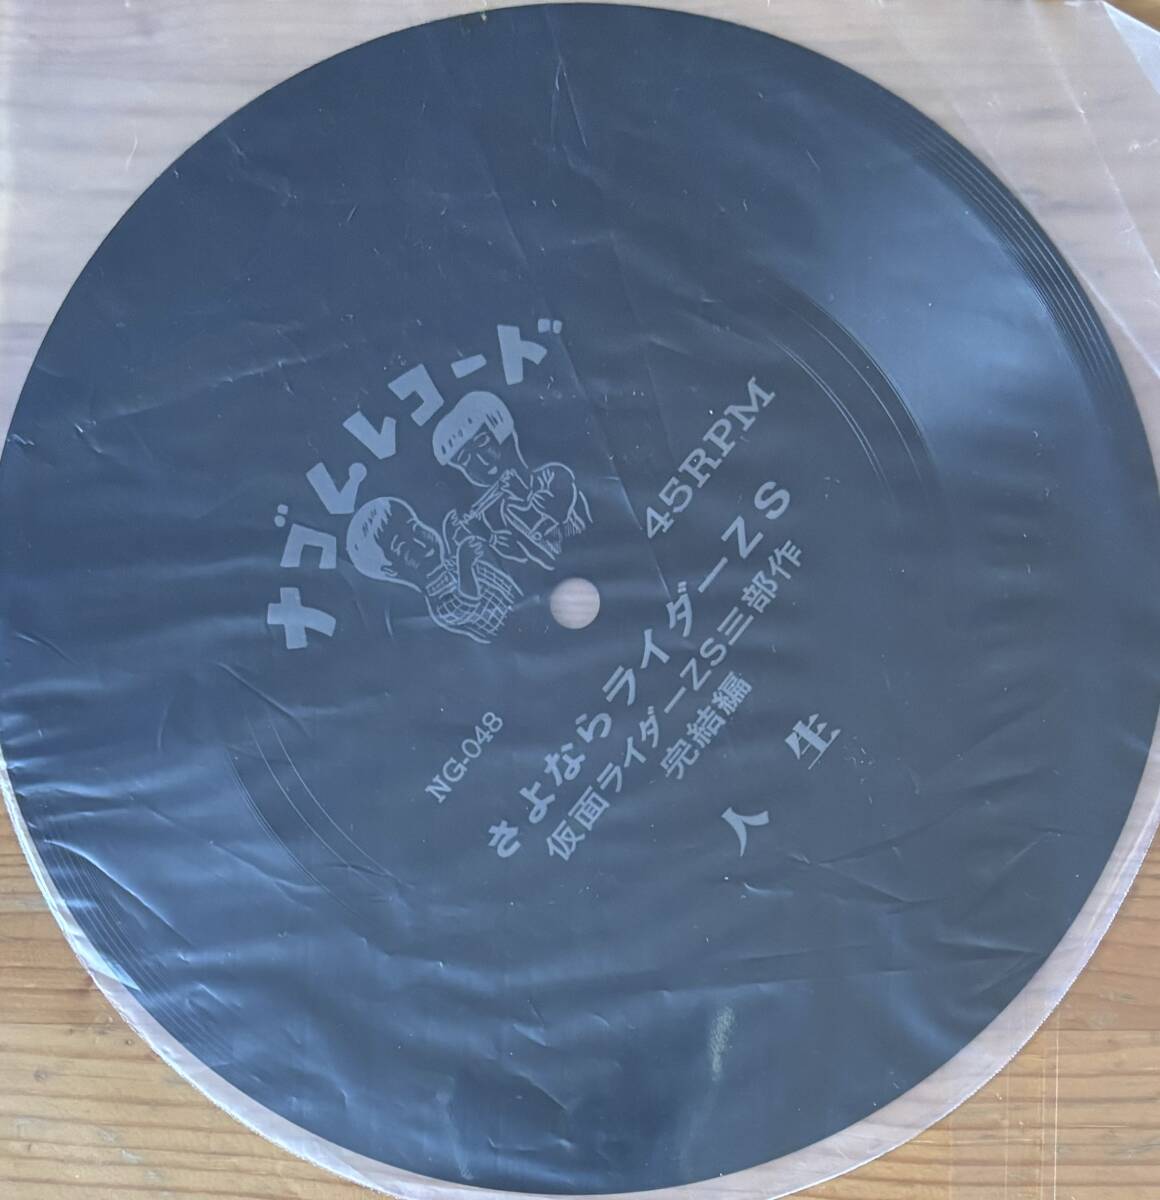 ナゴムレコード
45RPM
NG-048
さよならライダーZS
仮面ライダーZS三部作
完結編
人生